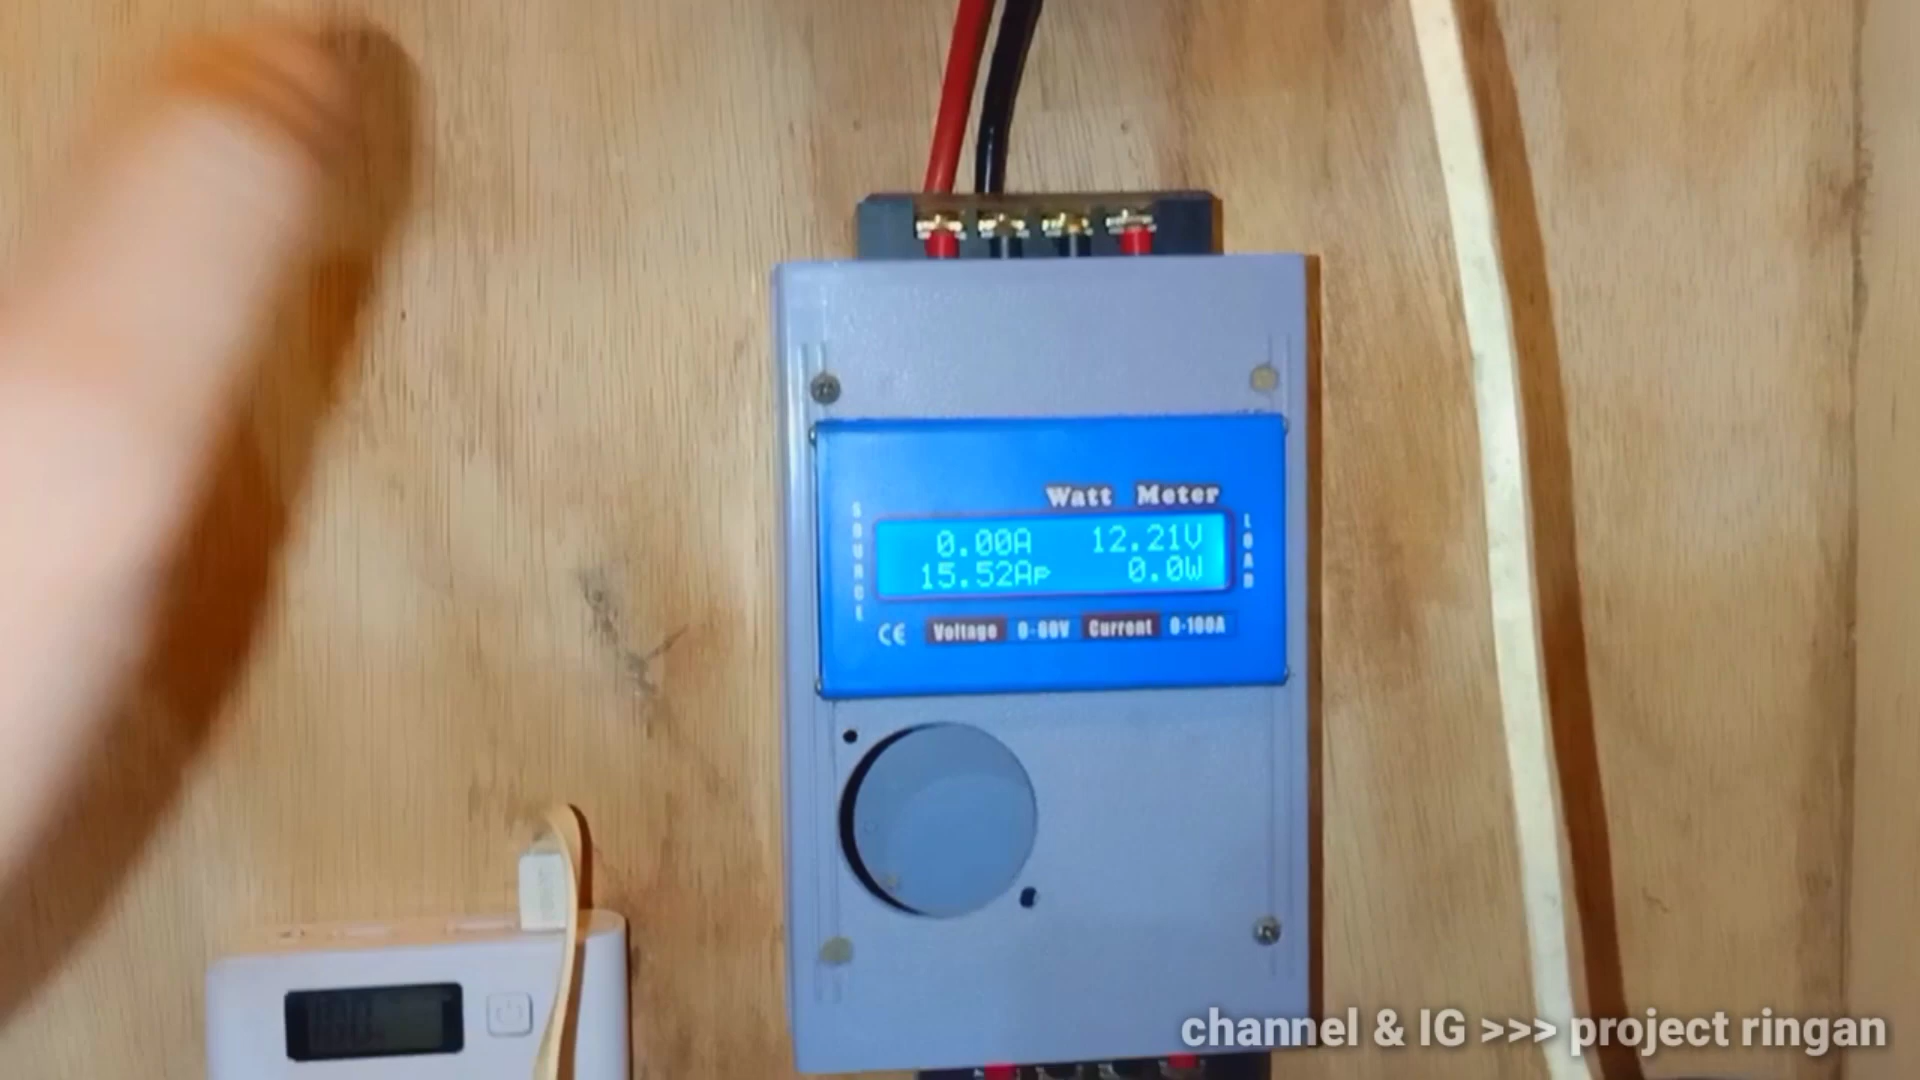 Watt Meter
SOURCE
0.00A 12.21V
15.52Ap 0.0W
LOAD
CE Voltage 0-60V Current 0-100A
channel & IG >>> project ringan